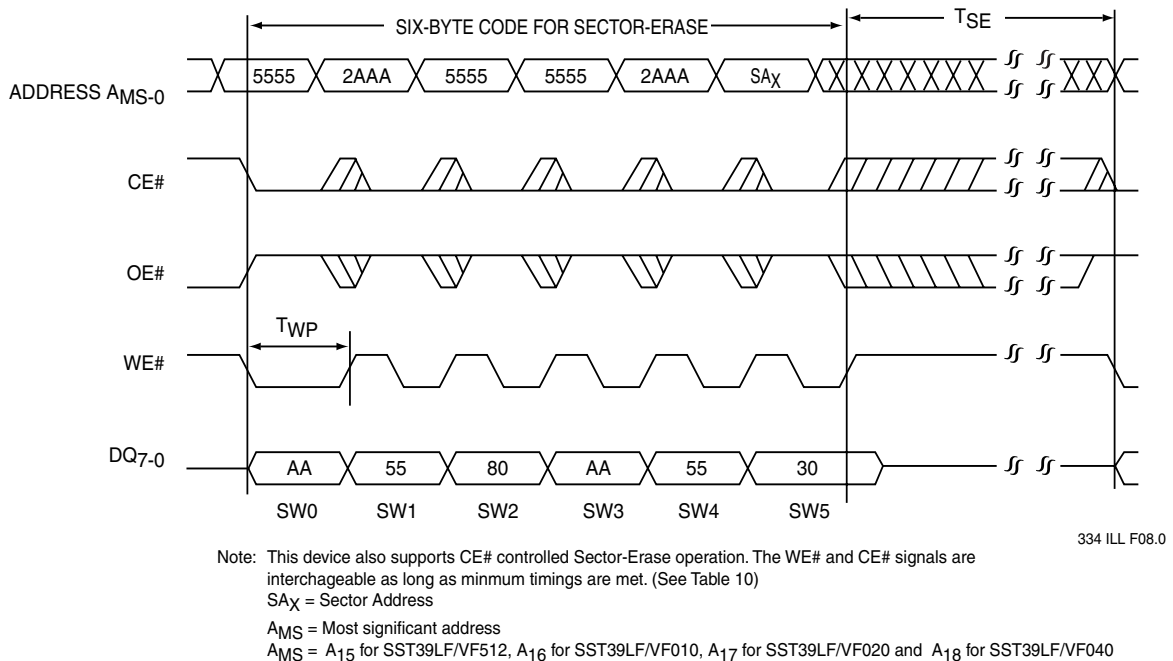 SIX-BYTE CODE FOR SECTOR-ERASE
TSE
ADDRESS AMS-0
5555 2AAA 5555 5555 2AAA SAX
CE#
OE#
TWP
WE#
DQ7-0
AA 55 80 AA 55 30
SW0 SW1 SW2 SW3 SW4 SW5
334 ILL F08.0
Note: This device also supports CE# controlled Sector-Erase operation. The WE# and CE# signals are
interchageable as long as minmum timings are met. (See Table 10)
SAX = Sector Address
AMS = Most significant address
AMS = A15 for SST39LF/VF512, A16 for SST39LF/VF010, A17 for SST39LF/VF020 and A18 for SST39LF/VF040